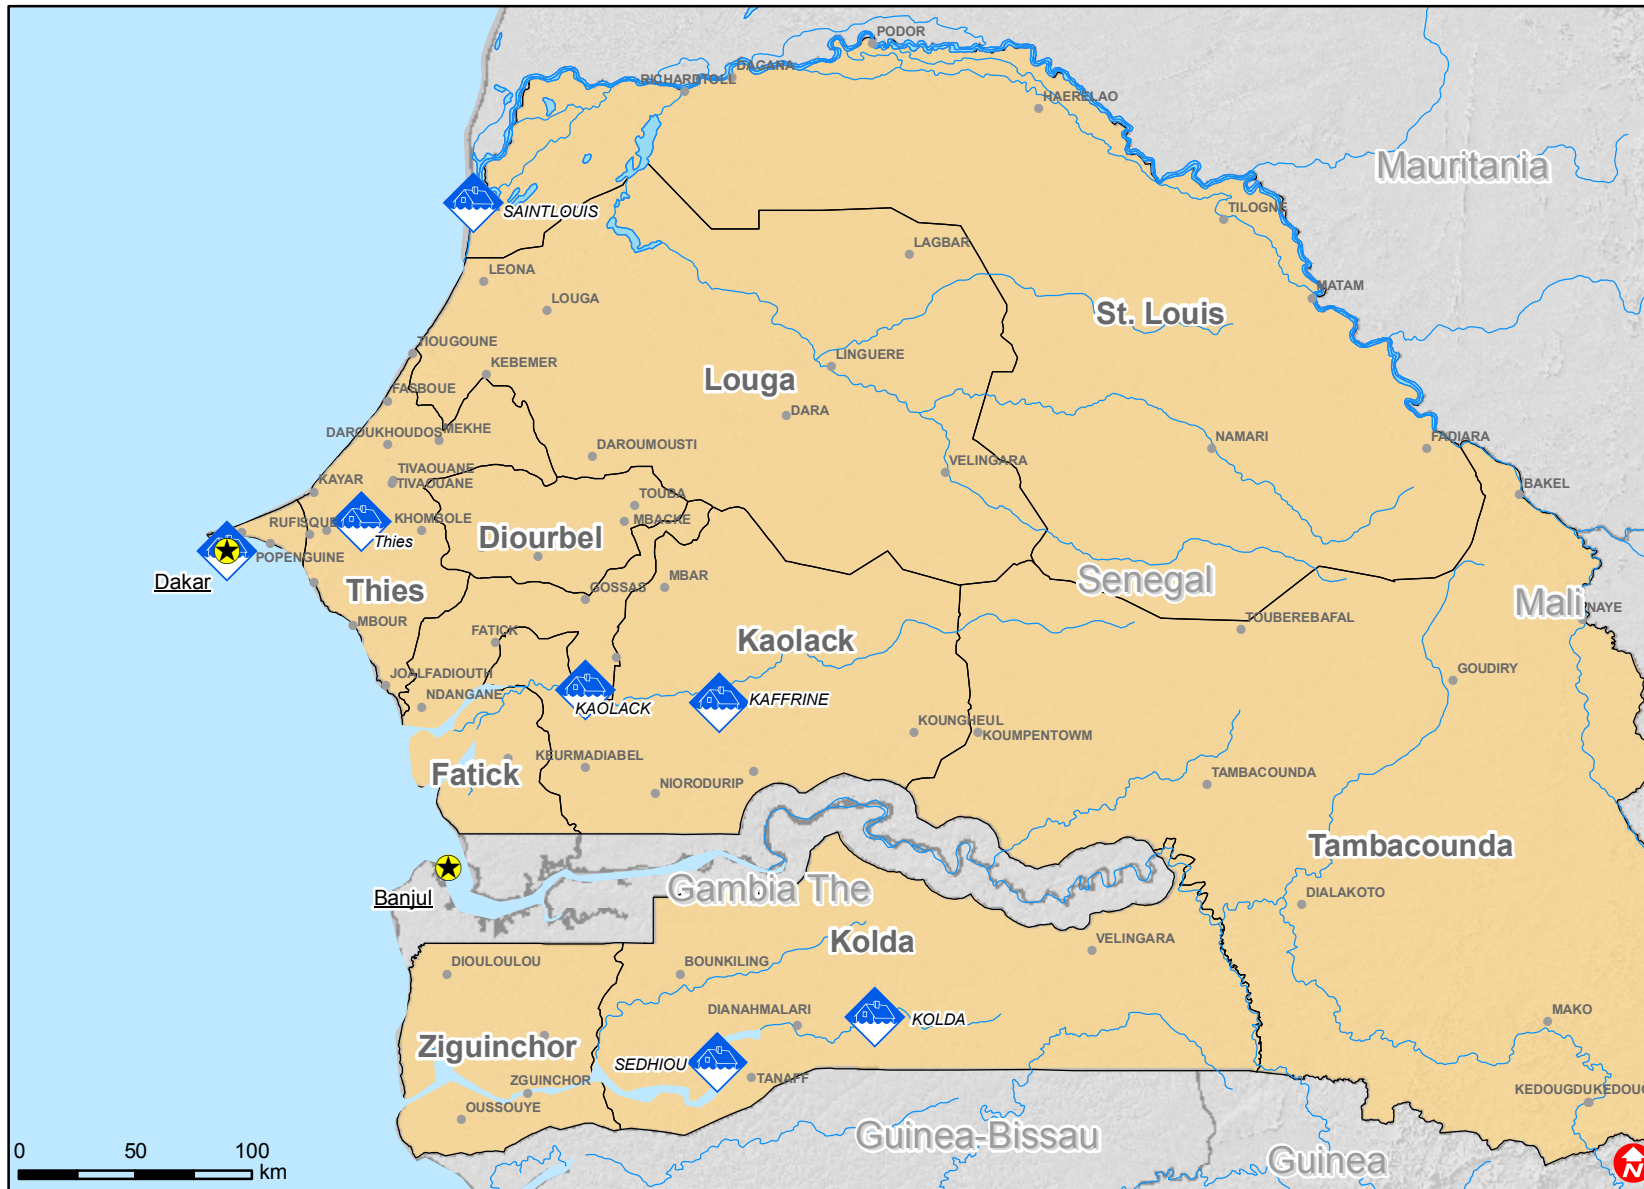 PODOR
DAGANA
RICHARDTOLL
HAERELAO
Mauritania
SAINTLOUIS
TILOGNE
LAGBAR
LEONA
MATAM
LOUGA
St. Louis
TIOUGOUNE
KEBEMER
LINGUERE
Louga
FASBOUE
DARA
DAROUKHOUDOS
MEKHE
DAROUMOUSTI
NAMARI
FADIARA
VELINGARA
TIVAOUANE
KAYAR
TIVAOUANE
BAKEL
TOUBA
RUFISQUE
KHOMBOLE
MBACKE
Thies
Diourbel
POPENGUINE
Dakar
Thies
GOSSAS
MBAR
Senegal
Mali
NAYE
MBOUR
FATICK
Kaolack
TOUBEREBAFAL
JOALFADIOUTH
GOUDIRY
NDANGANE
KAOLACK
KAFFRINE
KOUNGHEUL
KOUMPENTOWM
KEURMADIABEL
Fatick
NIORODURIP
TAMBACOUNDA
Tambacounda
Banjul
Gambia The
DIALAKOTO
Kolda
VELINGARA
DIOULOULOU
BOUNKILING
DIANAHMALARI
KOLDA
MAKO
Ziguinchor
SEDHIOU
TANAFF
ZGUINCHOR
KEDOUGDUKEDOUG
OUSSOUYE
Guinea-Bissau
Guinea
0 50 100
km
N